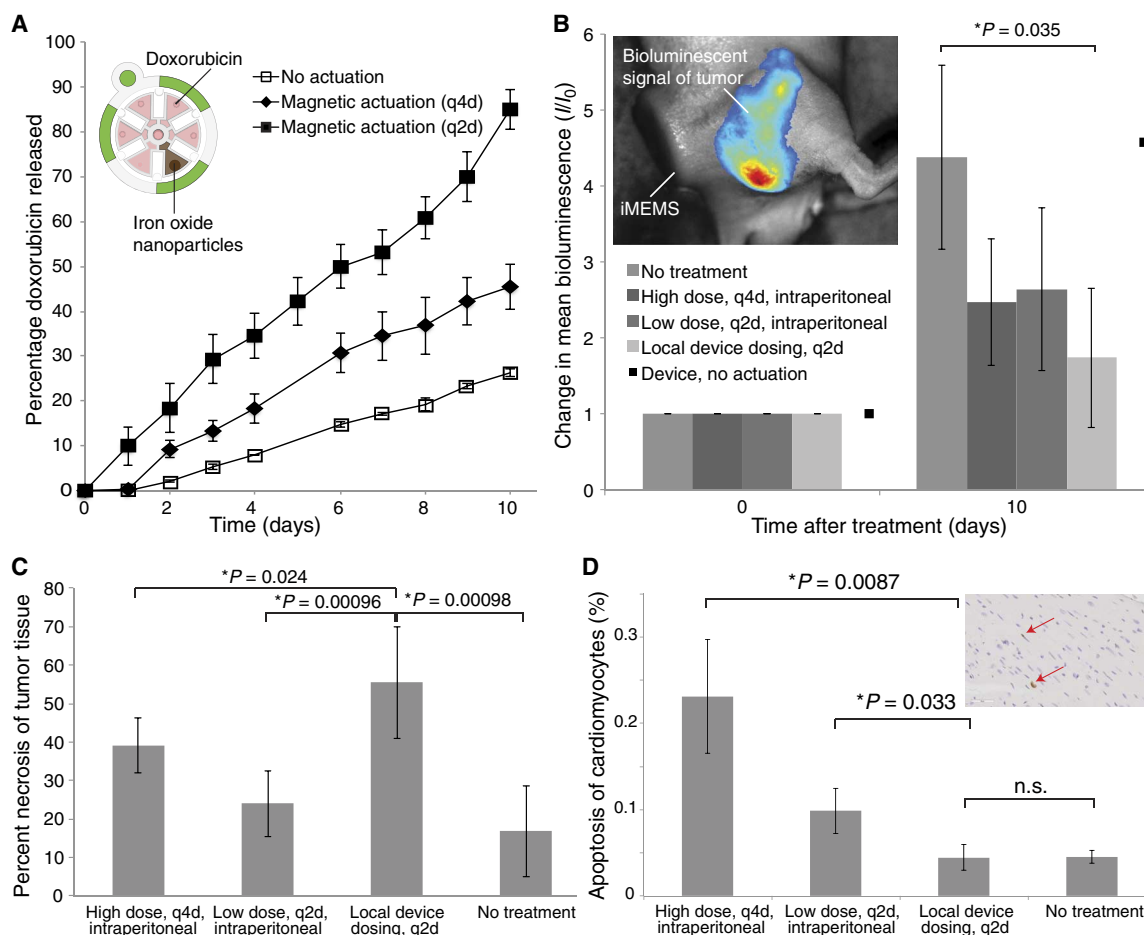 A
100
90
80
70
60
50
40
30
20
10
0
Percentage doxorubicin released
Doxorubicin
Iron oxide
nanoparticles
No actuation
Magnetic actuation (q4d)
Magnetic actuation (q2d)
0
2
4
6
8
10
Time (days)
B
6
5
4
3
2
1
0
Change in mean bioluminescence (I/I0)
*P = 0.035
Bioluminescent
signal of tumor
iMEMS
No treatment
High dose, q4d, intraperitoneal
Low dose, q2d, intraperitoneal
Local device dosing, q2d
Device, no actuation
0
10
Time after treatment (days)
C
80
70
60
50
40
30
20
10
0
Percent necrosis of tumor tissue
*P = 0.024
*P = 0.00096
*P = 0.00098
High dose, q4d,
intraperitoneal
Low dose, q2d,
intraperitoneal
Local device
dosing, q2d
No treatment
D
0.3
0.2
0.1
0
Apoptosis of cardiomyocytes (%)
*P = 0.0087
*P = 0.033
n.s.
High dose, q4d,
intraperitoneal
Low dose, q2d,
intraperitoneal
Local device
dosing, q2d
No treatment